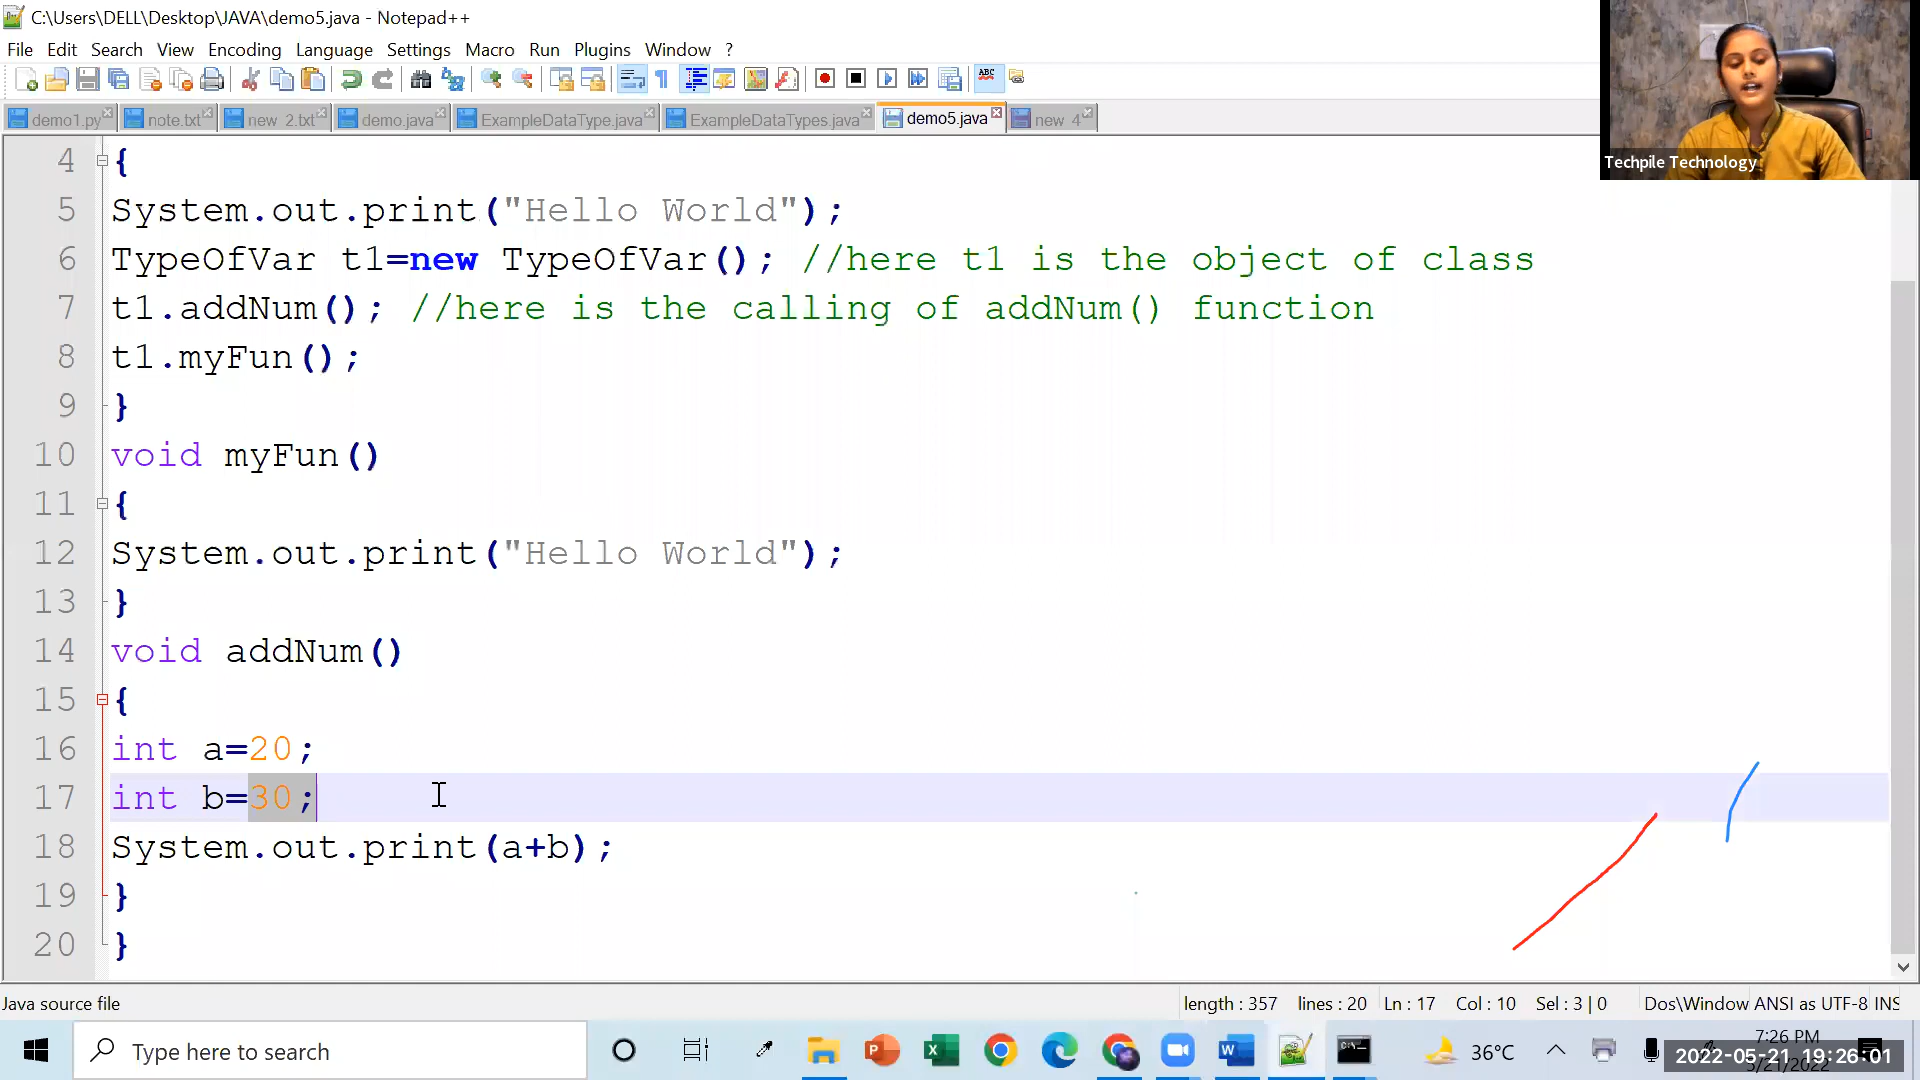 C:\Users\DELL\Desktop\JAVA\demo5.java - Notepad++
File Edit Search View Encoding Language Settings Macro Run Plugins Window ?
demo1.py note.txt new 2.txt demo.java ExampleDataType.java ExampleDataTypes.java demo5.java new 4
Techpile Technology
4 {
5 System.out.print("Hello World");
6 TypeOfVar t1=new TypeOfVar(); //here t1 is the object of class
7 t1.addNum(); //here is the calling of addNum() function
8 t1.myFun();
9 }
10 void myFun()
11 {
12 System.out.print("Hello World");
13 }
14 void addNum()
15 {
16 int a=20;
17 int b=30;
18 System.out.print(a+b);
19 }
20 }
Java source file length : 357 lines : 20 Ln : 17 Col : 10 Sel : 3 | 0 Dos\Window ANSI as UTF-8 INS
Type here to search 36°C 7:26 PM
2022-05-21 19:26:01